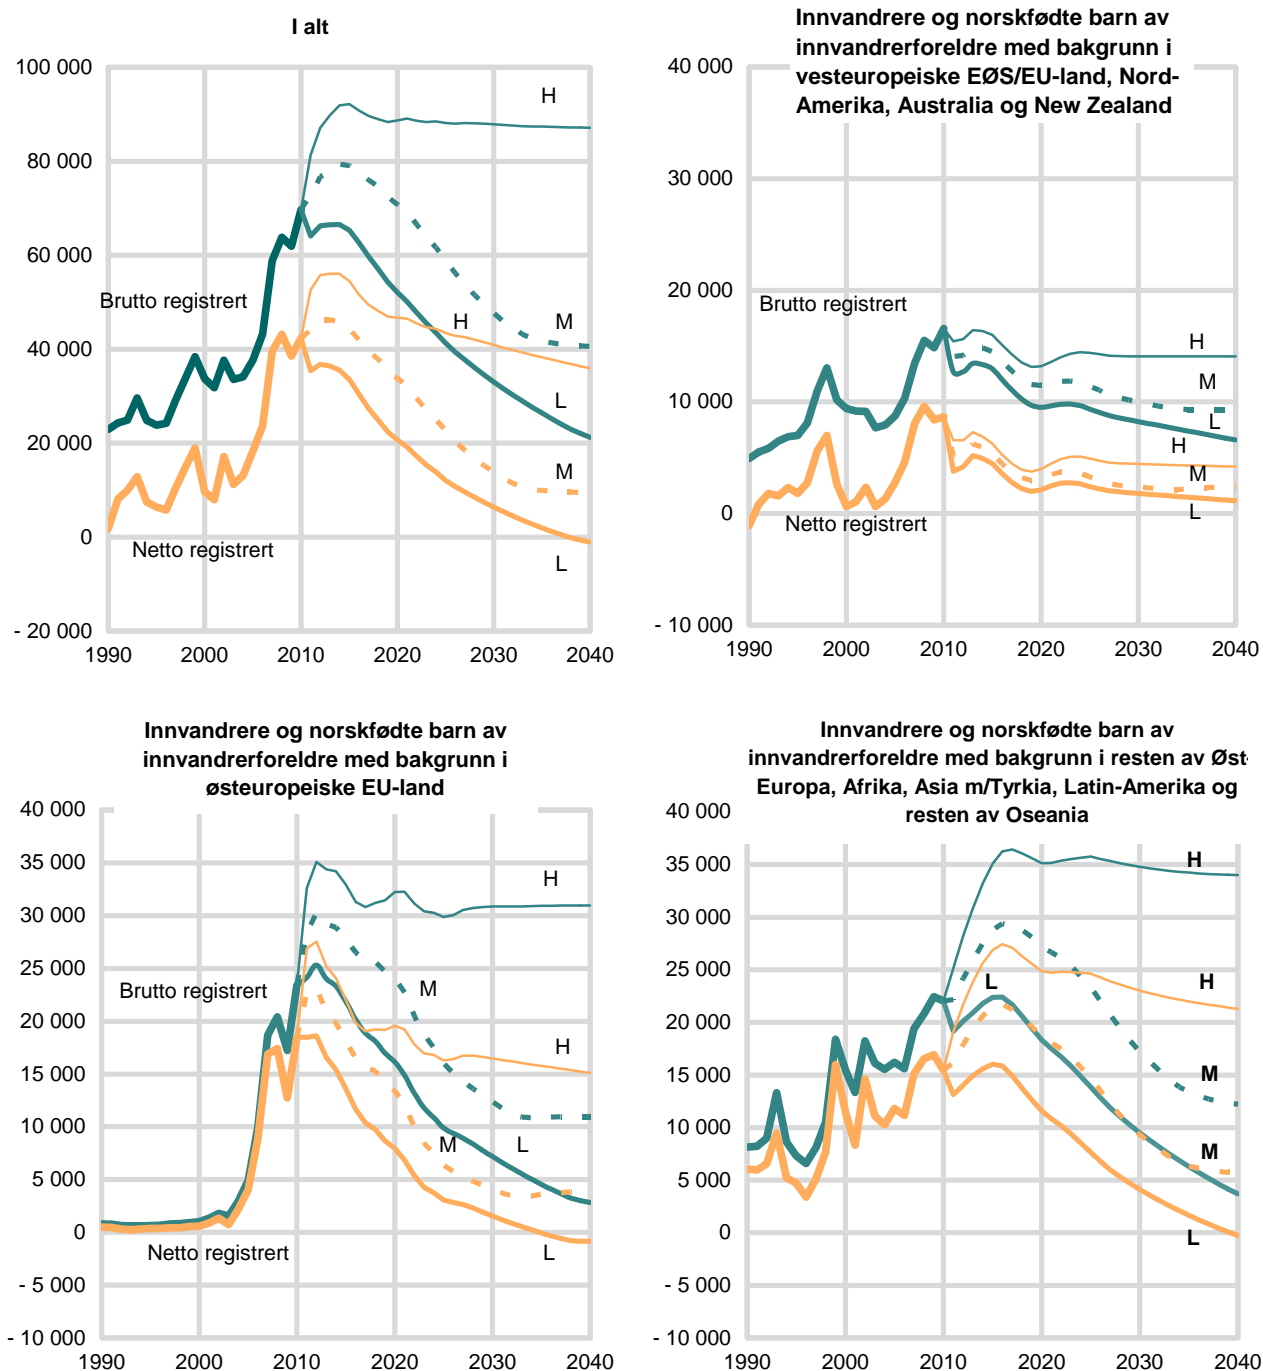 I alt
100 000
80 000
60 000
40 000
20 000
0
- 20 000
1990 2000 2010 2020 2030 2040
Brutto registrert
Netto registrert
H
H
M
L
M
L
Innvandrere og norskfødte barn av
innvandrerforeldre med bakgrunn i
vesteuropeiske EØS/EU-land, Nord-
Amerika, Australia og New Zealand
40 000
30 000
20 000
10 000
0
- 10 000
1990 2000 2010 2020 2030 2040
Brutto registrert
Netto registrert
H
M
L
H
M
L
Innvandrere og norskfødte barn av
innvandrerforeldre med bakgrunn i
østeuropeiske EU-land
40 000
35 000
30 000
25 000
20 000
15 000
10 000
5 000
0
- 5 000
- 10 000
1990 2000 2010 2020 2030 2040
Brutto registrert
Netto registrert
H
M
H
M
L
L
Innvandrere og norskfødte barn av
innvandrerforeldre med bakgrunn i resten av Øst-
Europa, Afrika, Asia m/Tyrkia, Latin-Amerika og
resten av Oseania
40 000
35 000
30 000
25 000
20 000
15 000
10 000
5 000
0
- 5 000
- 10 000
1990 2000 2010 2020 2030 2040
H
L
H
M
M
L